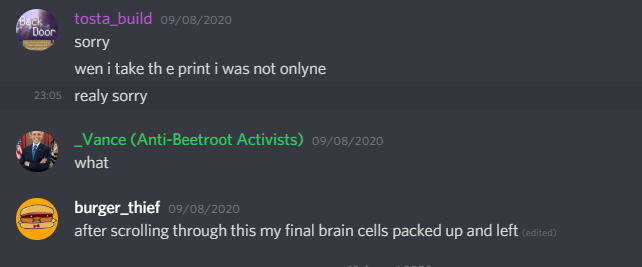 Back Door
tosta_build 09/08/2020
sorry
wen i take th e print i was not onlyne
23:05 realy sorry
_Vance (Anti-Beetroot Activists) 09/08/2020
what
burger_thief 09/08/2020
after scrolling through this my final brain cells packed up and left (edited)